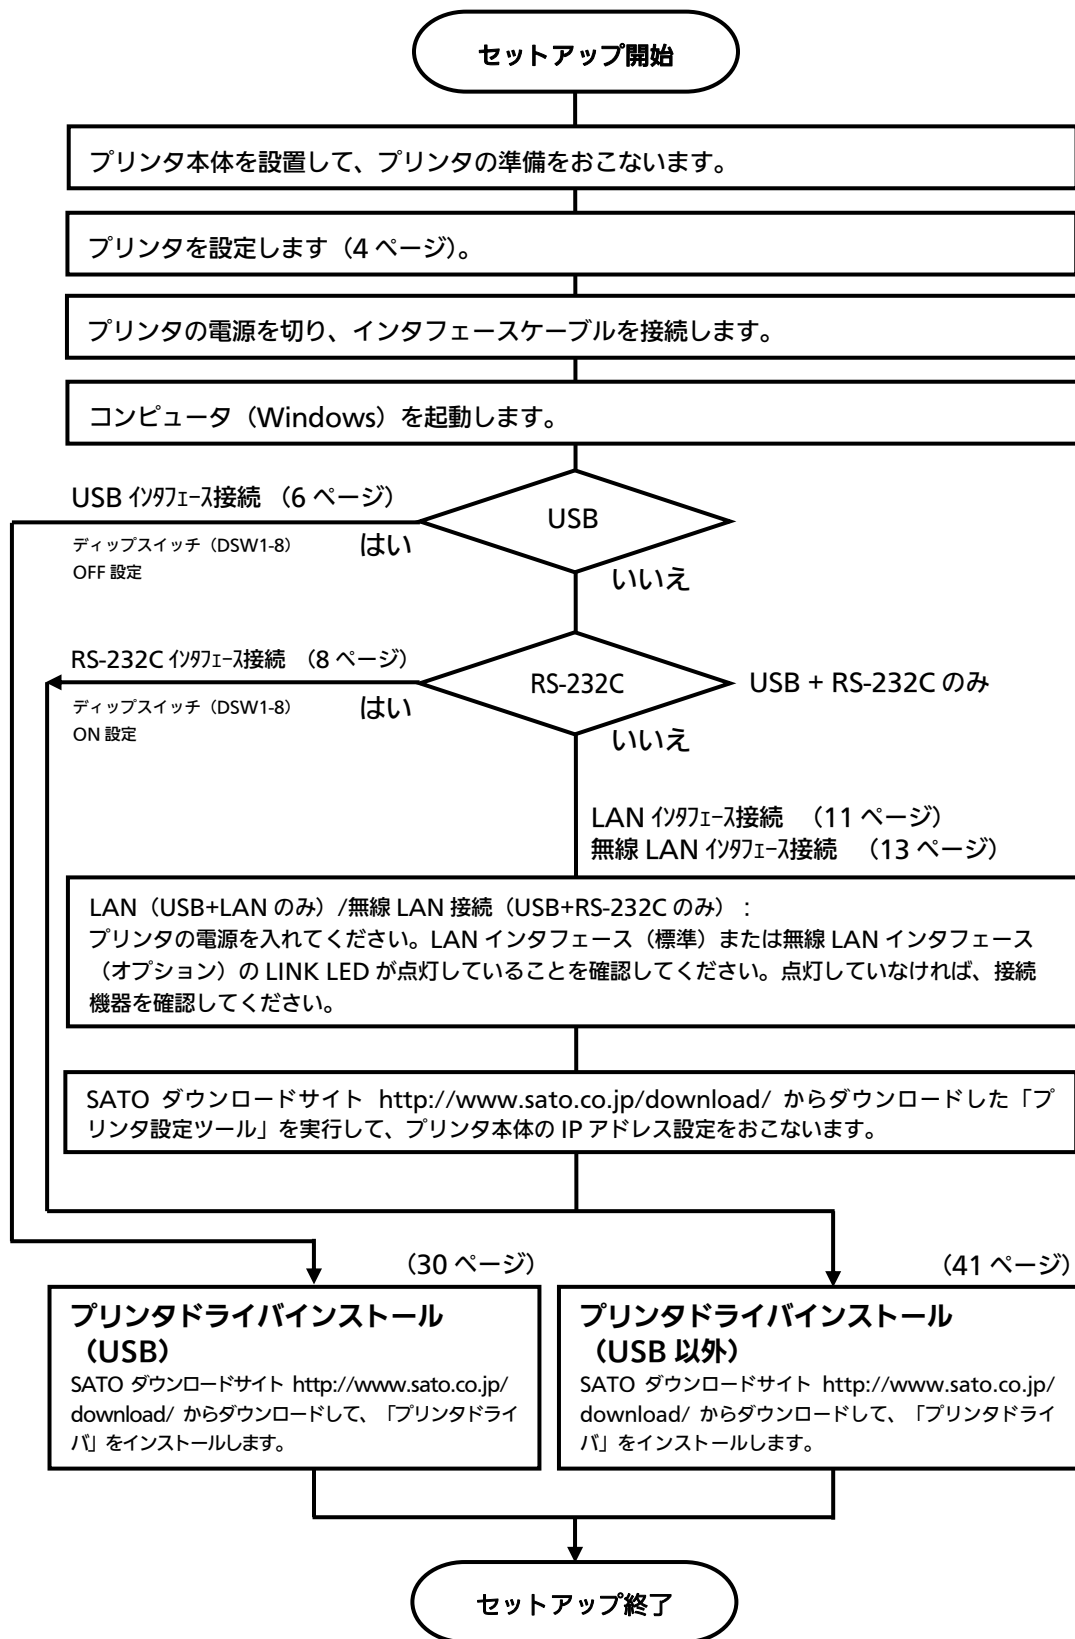 セットアップ開始
プリンタ本体を設置して、プリンタの準備をおこないます。
プリンタを設定します（4 ページ）。
プリンタの電源を切り、インタフェースケーブルを接続します。
コンピュータ（Windows）を起動します。
USB ｲﾝﾀﾌｪｰｽ接続 （6 ページ）
USB
ディップスイッチ（DSW1-8）
OFF 設定
はい
いいえ
RS-232C ｲﾝﾀﾌｪｰｽ接続 （8 ページ）
RS-232C
USB + RS-232C のみ
ディップスイッチ（DSW1-8）
ON 設定
はい
いいえ
LAN ｲﾝﾀﾌｪｰｽ接続 （11 ページ）
無線 LAN ｲﾝﾀﾌｪｰｽ接続 （13 ページ）
LAN（USB+LAN のみ）/無線 LAN 接続（USB+RS-232C のみ）：
プリンタの電源を入れてください。LAN インタフェース（標準）または無線 LAN インタフェース
（オプション）の LINK LED が点灯していることを確認してください。点灯していなければ、接続
機器を確認してください。
SATO ダウンロードサイト http://www.sato.co.jp/download/ からダウンロードした「プ
リンタ設定ツール」を実行して、プリンタ本体の IP アドレス設定をおこないます。
（30 ページ）
プリンタドライバインストール
（USB）
SATO ダウンロードサイト http://www.sato.co.jp/
download/ からダウンロードして、「プリンタドライ
バ」をインストールします。
（41 ページ）
プリンタドライバインストール
（USB 以外）
SATO ダウンロードサイト http://www.sato.co.jp/
download/ からダウンロードして、「プリンタドライ
バ」をインストールします。
セットアップ終了